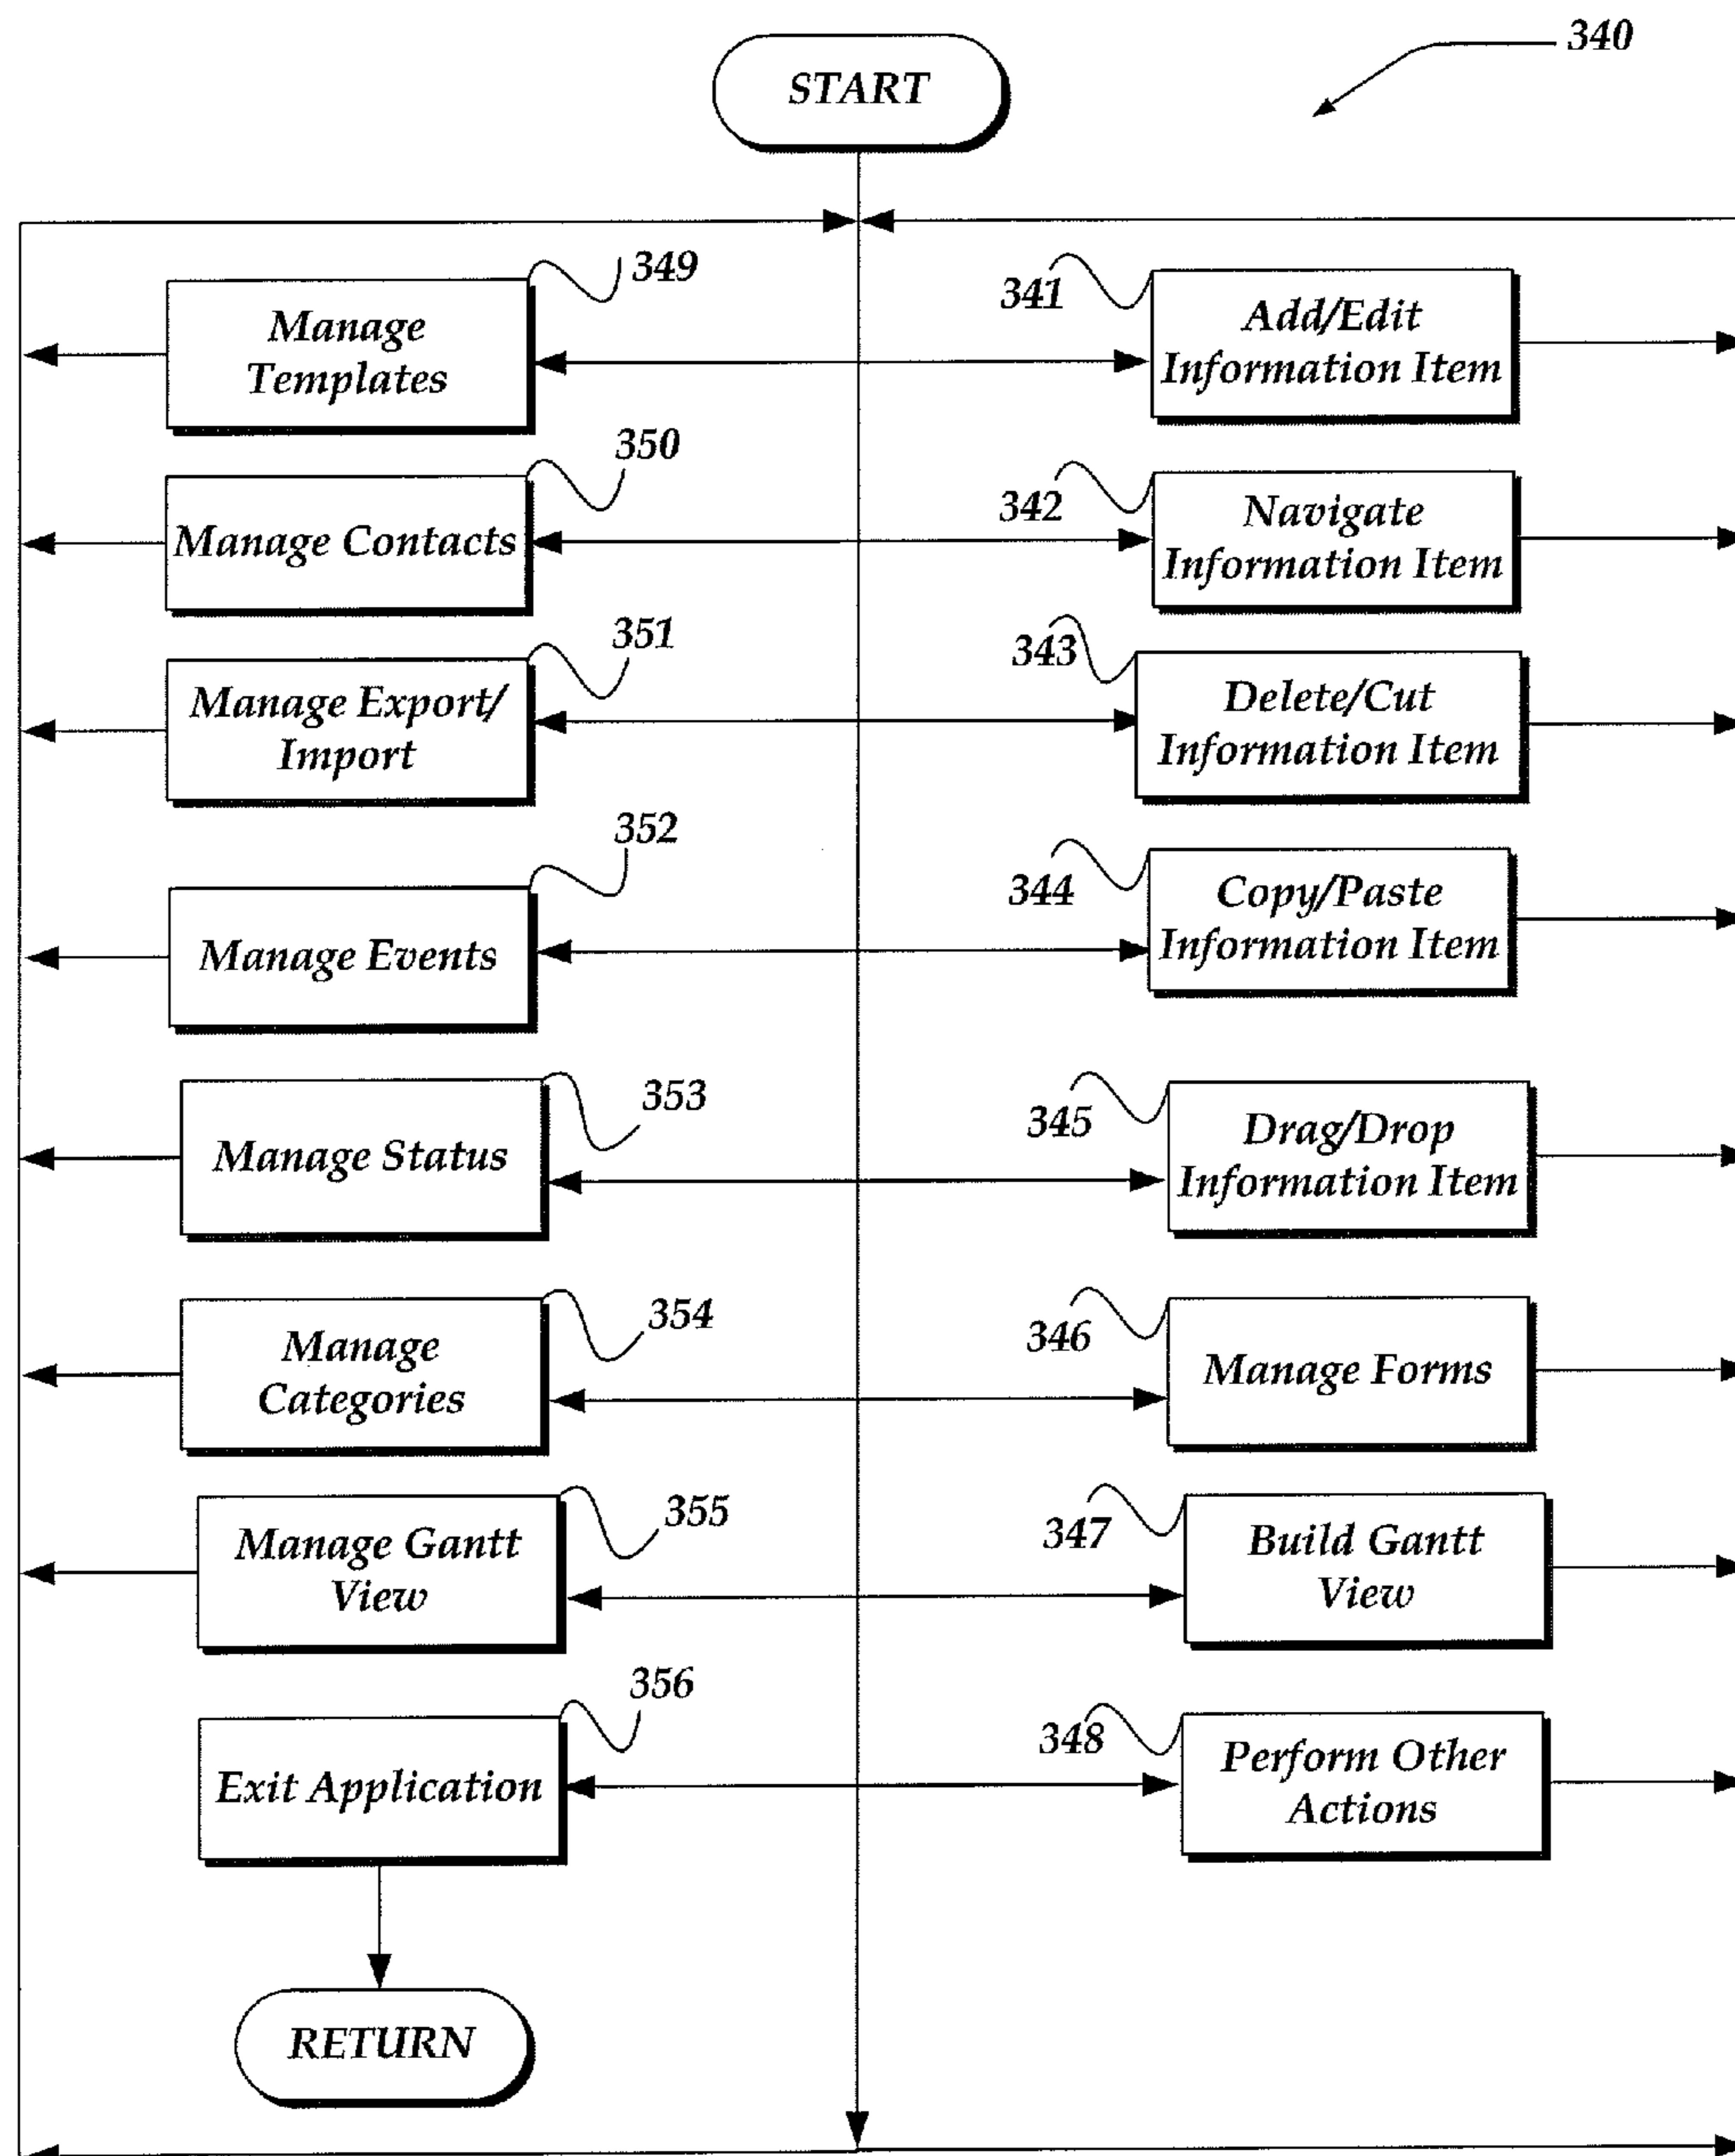 340
START
349
Manage
Templates
341
Add/Edit
Information Item
350
Manage Contacts
342
Navigate
Information Item
351
Manage Export/
Import
343
Delete/Cut
Information Item
352
Manage Events
344
Copy/Paste
Information Item
353
Manage Status
345
Drag/Drop
Information Item
354
Manage
Categories
346
Manage Forms
355
Manage Gantt
View
347
Build Gantt
View
356
Exit Application
348
Perform Other
Actions
RETURN